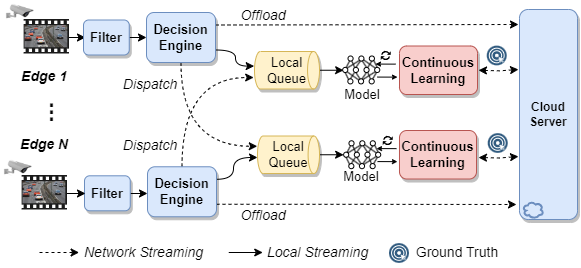 Offload
Filter
Decision
Engine
Edge 1
Dispatch
Local
Queue
Model
Continuous
Learning
Cloud
Server
Edge N
Dispatch
Local
Queue
Model
Continuous
Learning
Filter
Decision
Engine
Offload
Network Streaming
Local Streaming
Ground Truth